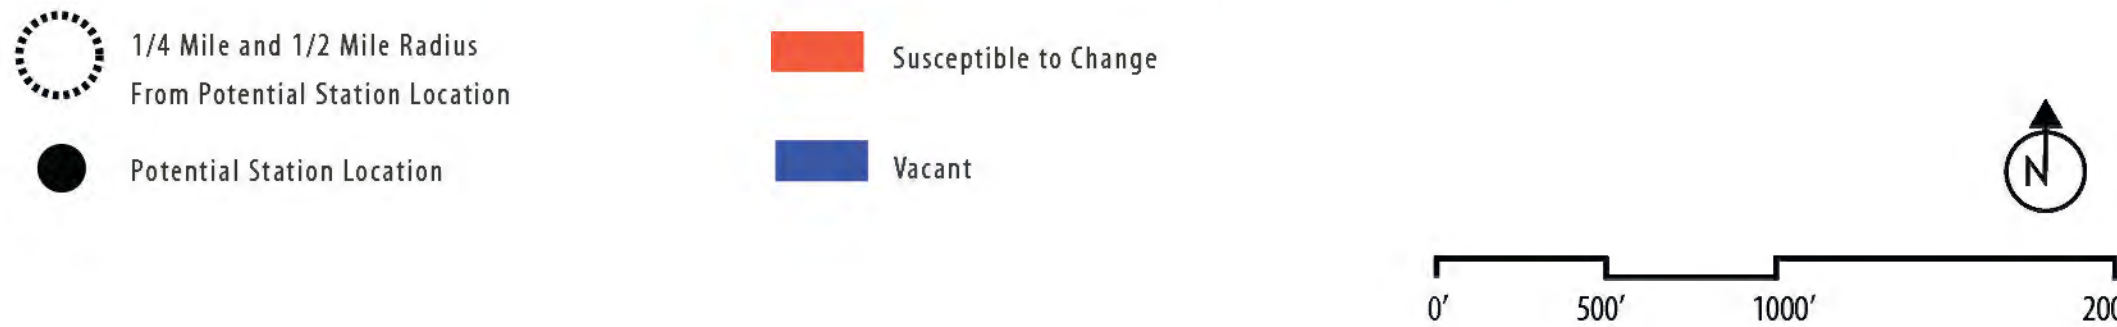 1/4 Mile and 1/2 Mile Radius
From Potential Station Location
Potential Station Location
Susceptible to Change
Vacant
N
0' 500' 1000'